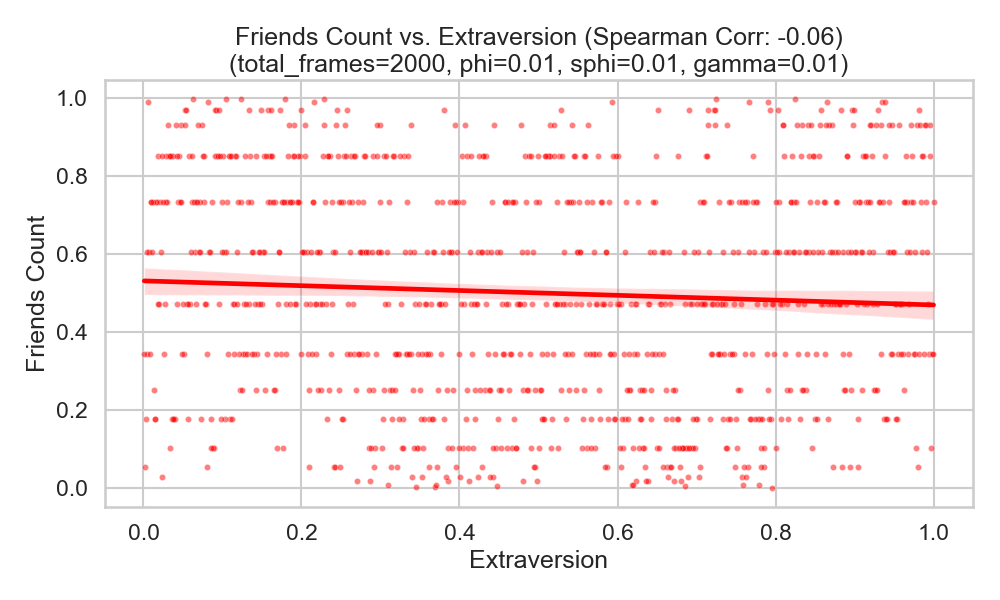 Friends Count vs. Extraversion (Spearman Corr: -0.06)
(total_frames=2000, phi=0.01, sphi=0.01, gamma=0.01)
Friends Count
1.0
0.8
0.6
0.4
0.2
0.0
0.0 0.2 0.4 0.6 0.8 1.0
Extraversion